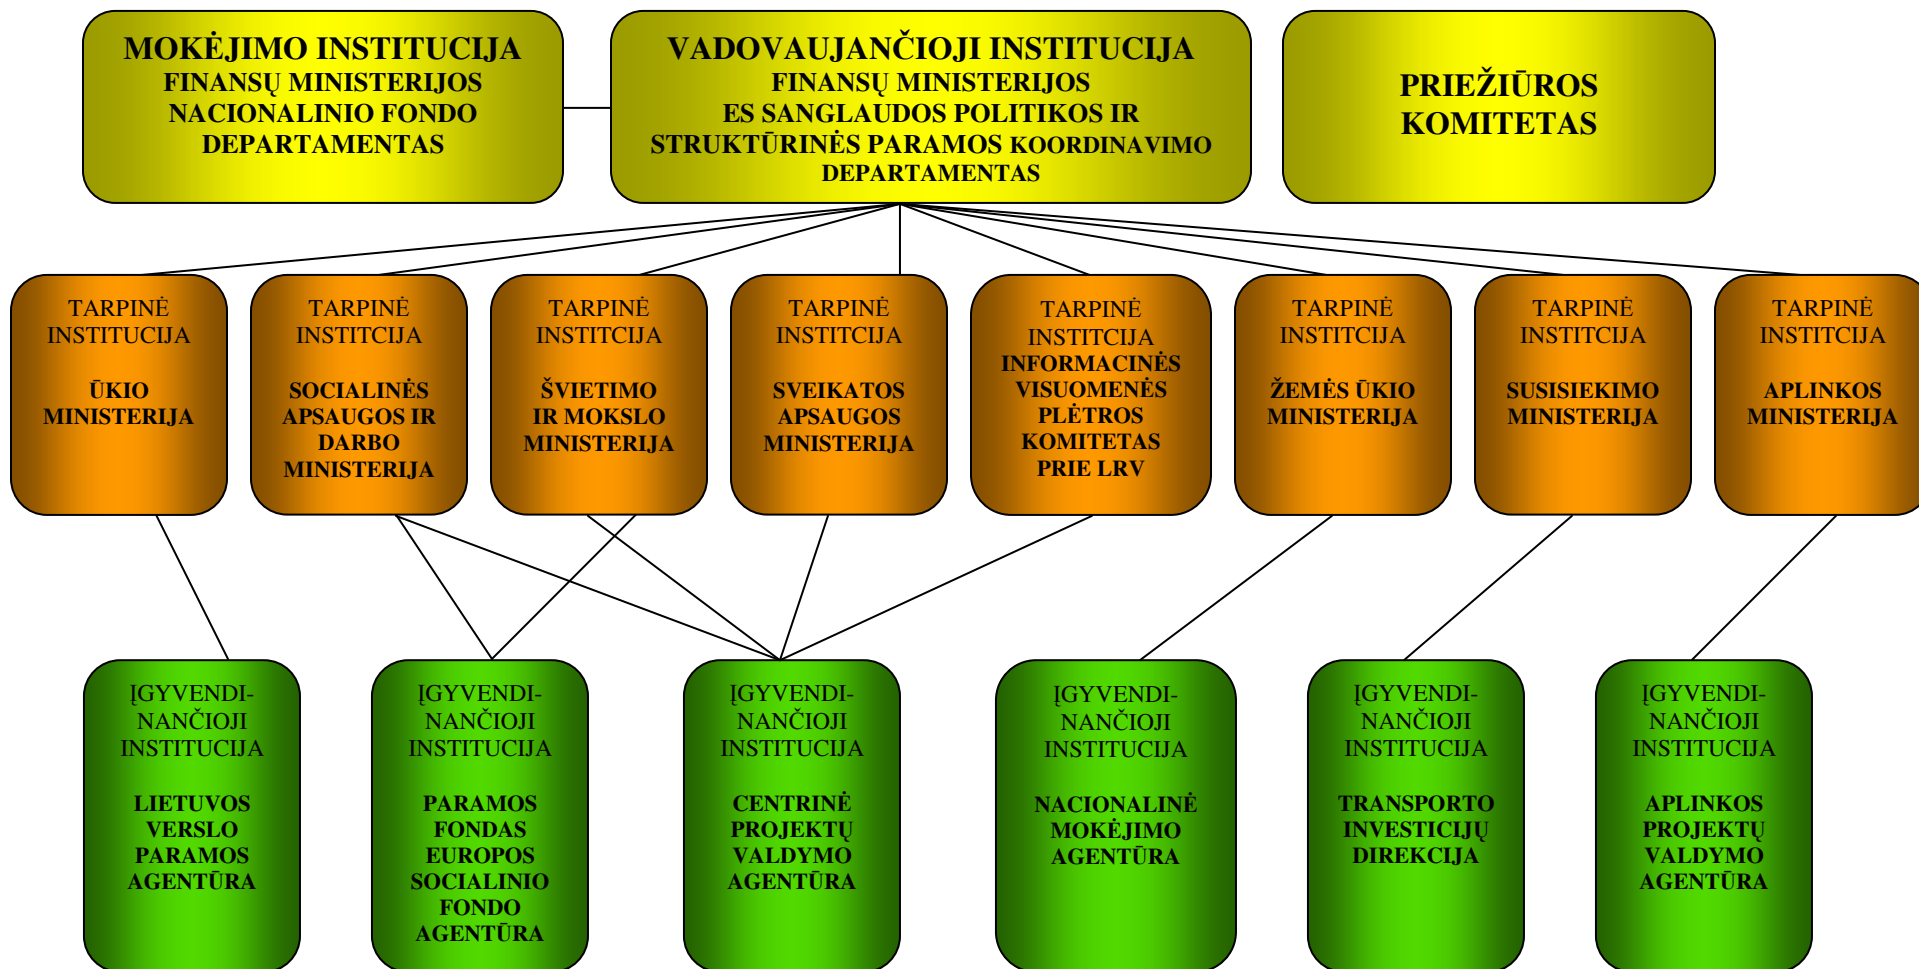 MOKĖJIMO INSTITUCIJA
FINANSŲ MINISTERIJOS
NACIONALINIO FONDO
DEPARTAMENTAS
VADOVAUJANČIOJI INSTITUCIJA
FINANSŲ MINISTERIJOS
ES SANGLAUDOS POLITIKOS IR
STRUKTŪRINĖS PARAMOS KOORDINAVIMO
DEPARTAMENTAS
PRIEŽIŪROS
KOMITETAS
TARPINĖ
INSTITUCIJA
ŪKIO
MINISTERIJA
TARPINĖ
INSTITCIJA
SOCIALINĖS
APSAUGOS IR
DARBO
MINISTERIJA
TARPINĖ
INSTITCIJA
ŠVIETIMO
IR MOKSLO
MINISTERIJA
TARPINĖ
INSTITCIJA
SVEIKATOS
APSAUGOS
MINISTERIJA
TARPINĖ
INSTITCIJA
INFORMACINĖS
VISUOMENĖS
PLĖTROS
KOMITETAS
PRIE LRV
TARPINĖ
INSTITCIJA
ŽEMĖS ŪKIO
MINISTERIJA
TARPINĖ
INSTITCIJA
SUSISIEKIMO
MINISTERIJA
TARPINĖ
INSTITCIJA
APLINKOS
MINISTERIJA
ĮGYVENDI-
NANČIOJI
INSTITUCIJA
LIETUVOS
VERSLO
PARAMOS
AGENTŪRA
ĮGYVENDI-
NANČIOJI
INSTITUCIJA
PARAMOS
FONDAS
EUROPOS
SOCIALINIO
FONDO
AGENTŪRA
ĮGYVENDI-
NANČIOJI
INSTITUCIJA
CENTRINĖ
PROJEKTŲ
VALDYMO
AGENTŪRA
ĮGYVENDI-
NANČIOJI
INSTITUCIJA
NACIONALINĖ
MOKĖJIMO
AGENTŪRA
ĮGYVENDI-
NANČIOJI
INSTITUCIJA
TRANSPORTO
INVESTICIJŲ
DIREKCIJA
ĮGYVENDI-
NANČIOJI
INSTITUCIJA
APLINKOS
PROJEKTŲ
VALDYMO
AGENTŪRA